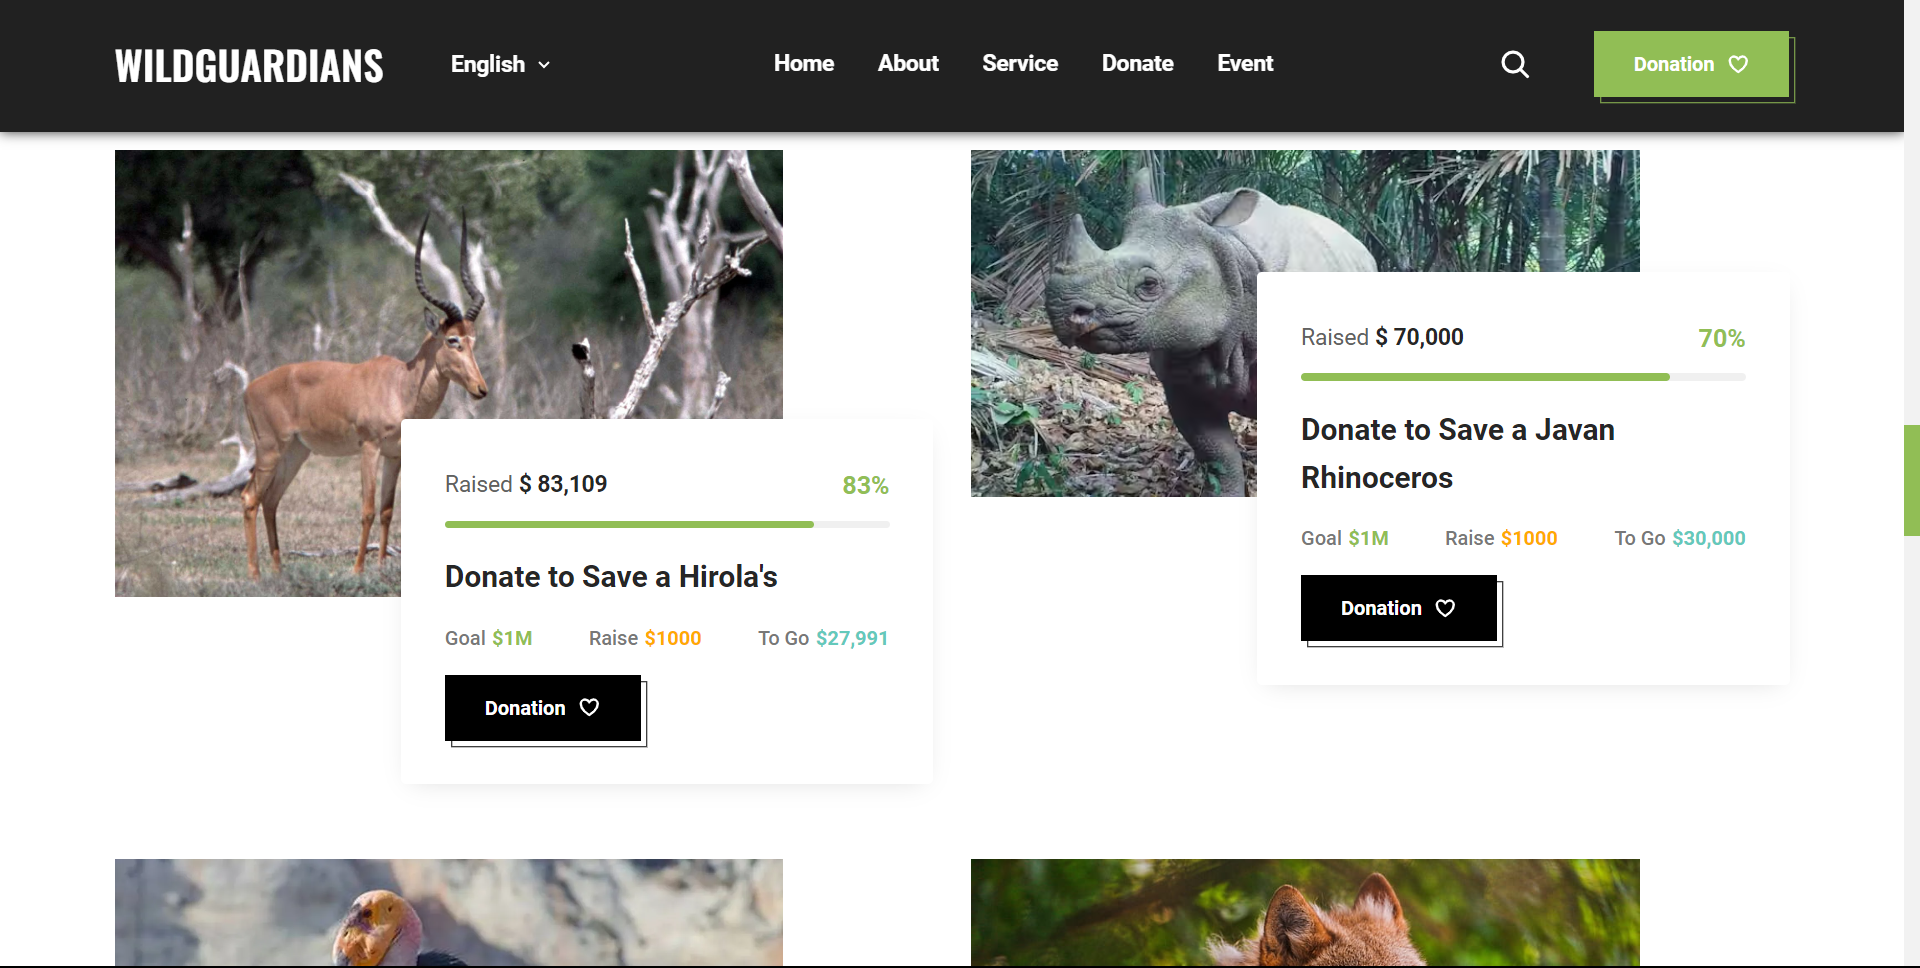 WILDGUARDIANS
English
Home About Service Donate Event
Donation
Raised $ 83,109 83%
Donate to Save a Hirola's
Goal $1M Raise $1000 To Go $27,991
Donation
Raised $ 70,000 70%
Donate to Save a Javan
Rhinoceros
Goal $1M Raise $1000 To Go $30,000
Donation